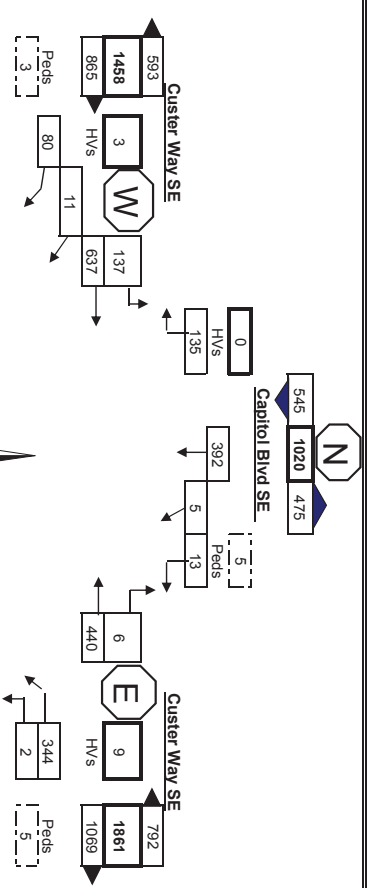 N
545 1020 475
Capitol Blvd SE
0
HVs
135
392 5 13
Peds
5
Custer Way SE
593
1458
865
3
HVs
Peds
3
W
137
637
11
80
Custer Way SE
792
1861
1069
9
HVs
Peds
5
E
6
440
344
2